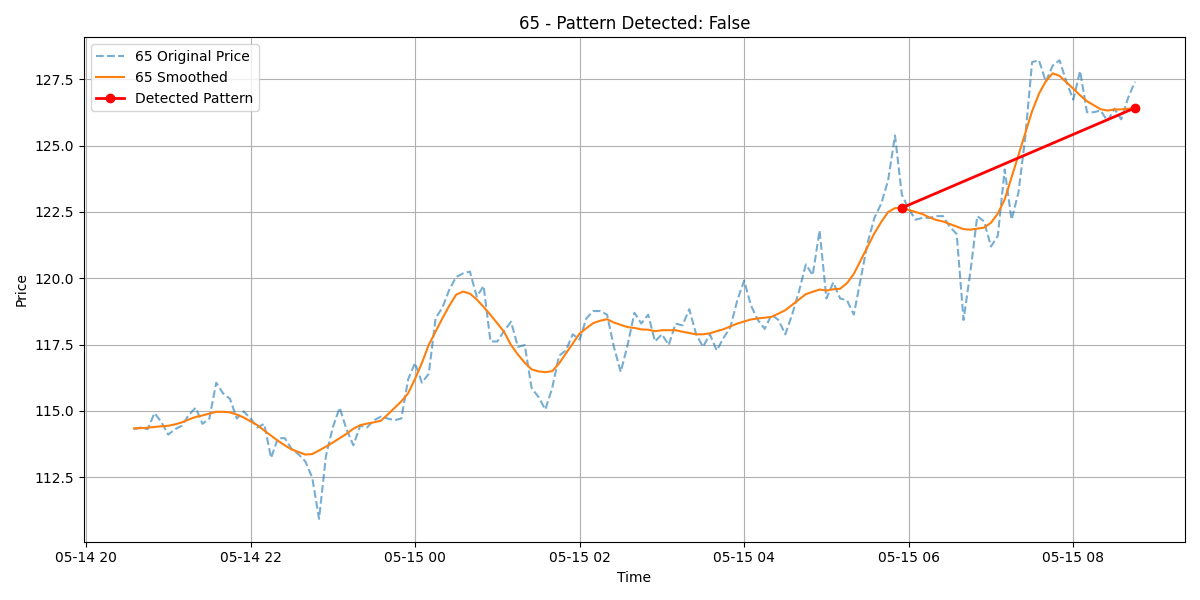 65 - Pattern Detected: False
65 Original Price
65 Smoothed
Detected Pattern
Price
127.5
125.0
122.5
120.0
117.5
115.0
112.5
05-14 20
05-14 22
05-15 00
05-15 02
05-15 04
05-15 06
05-15 08
Time